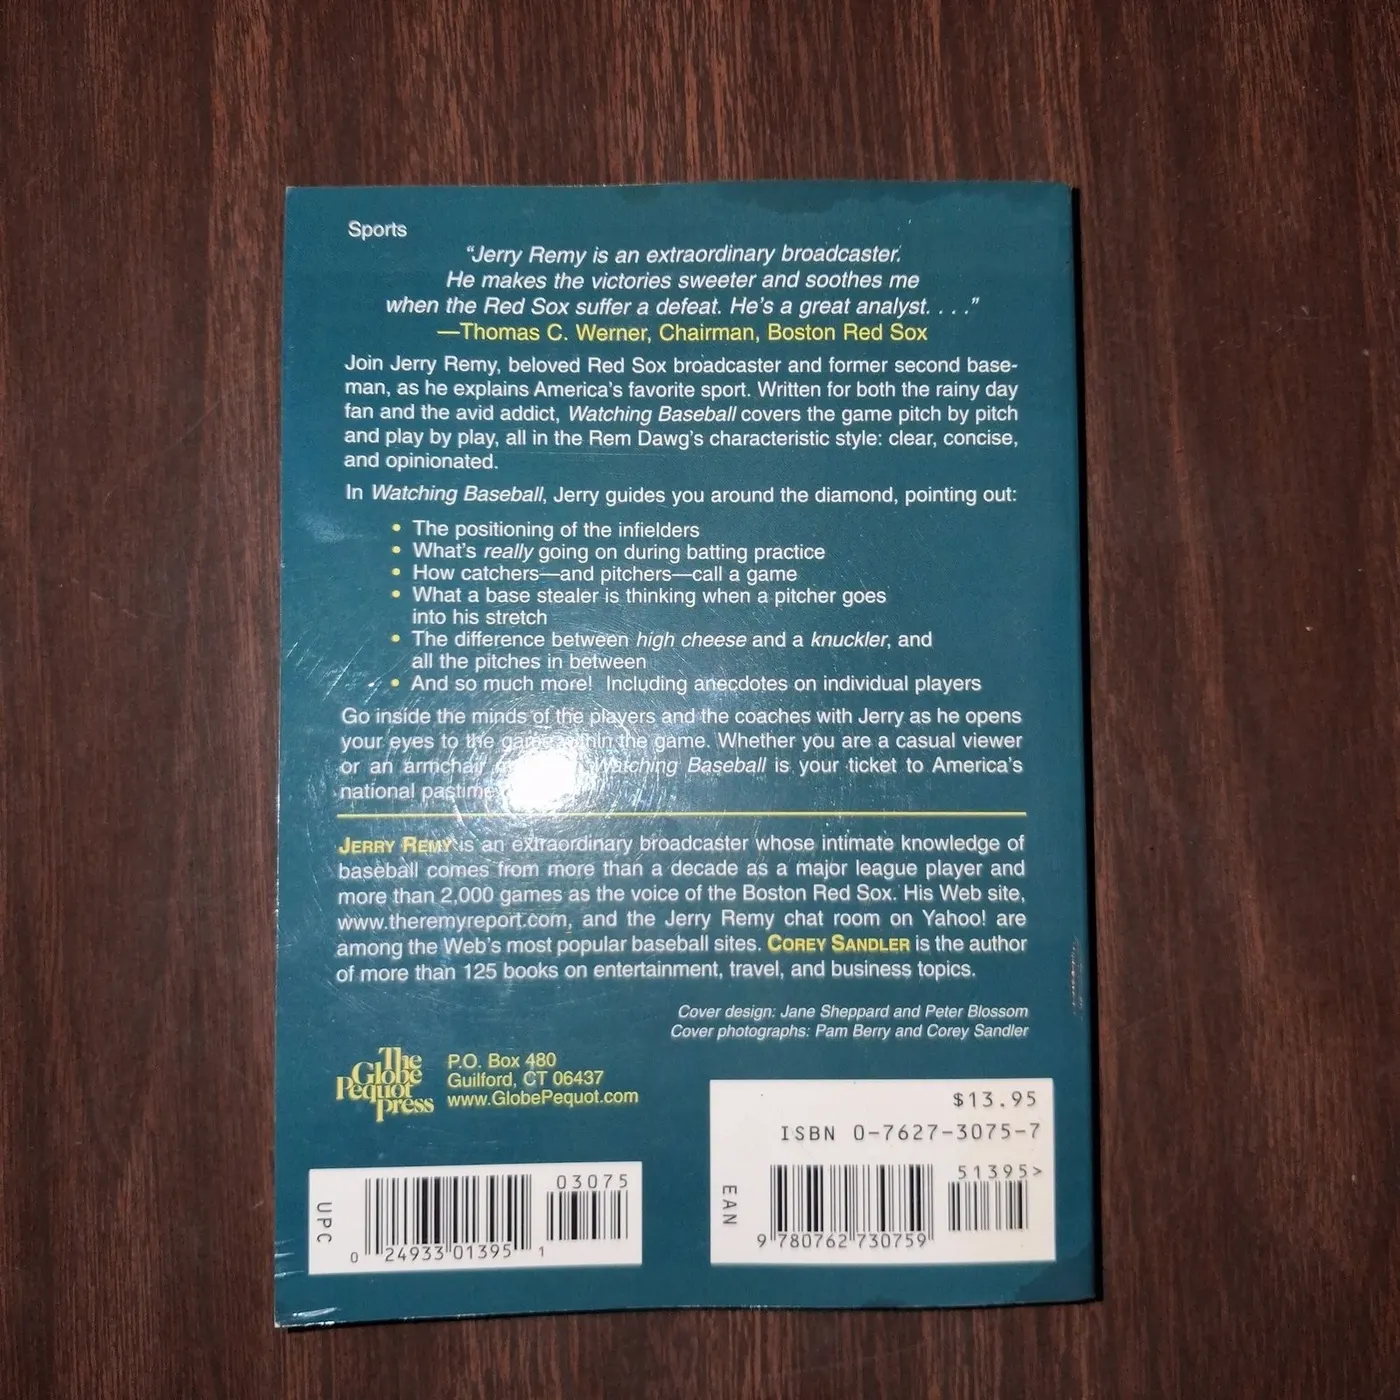 Sports
“Jerry Remy is an extraordinary broadcaster.
He makes the victories sweeter and soothes me
when the Red Sox suffer a defeat. He’s a great analyst. . . .”
—Thomas C. Werner, Chairman, Boston Red Sox
Join Jerry Remy, beloved Red Sox broadcaster and former second base-
man, as he explains America’s favorite sport. Written for both the rainy day
fan and the avid addict, Watching Baseball covers the game pitch by pitch
and play by play, all in the Rem Dawg’s characteristic style: clear, concise,
and opinionated.
In Watching Baseball, Jerry guides you around the diamond, pointing out:
• The positioning of the infielders
• What’s really going on during batting practice
• How catchers—and pitchers—call a game
• What a base stealer is thinking when a pitcher goes
into his stretch
• The difference between high cheese and a knuckler, and
all the pitches in between
• And so much more! Including anecdotes on individual players
Go inside the minds of the players and the coaches with Jerry as he opens
your eyes to the game within the game. Whether you are a casual viewer
or an armchair Watching Baseball is your ticket to America’s
national pastime
JERRY REMY is an extraordinary broadcaster whose intimate knowledge of
baseball comes from more than a decade as a major league player and
more than 2,000 games as the voice of the Boston Red Sox. His Web site,
www.theremyreport.com, and the Jerry Remy chat room on Yahoo! are
among the Web’s most popular baseball sites. COREY SANDLER is the author
of more than 125 books on entertainment, travel, and business topics.
Cover design: Jane Sheppard and Peter Blossom
Cover photographs: Pam Berry and Corey Sandler
The
Globe
Pequot
Press
P.O. Box 480
Guilford, CT 06437
www.GlobePequot.com
$13.95
ISBN 0-7627-3075-7
51395>
EAN
9 780762 730759
03075
UPC
0 24933 01395 1